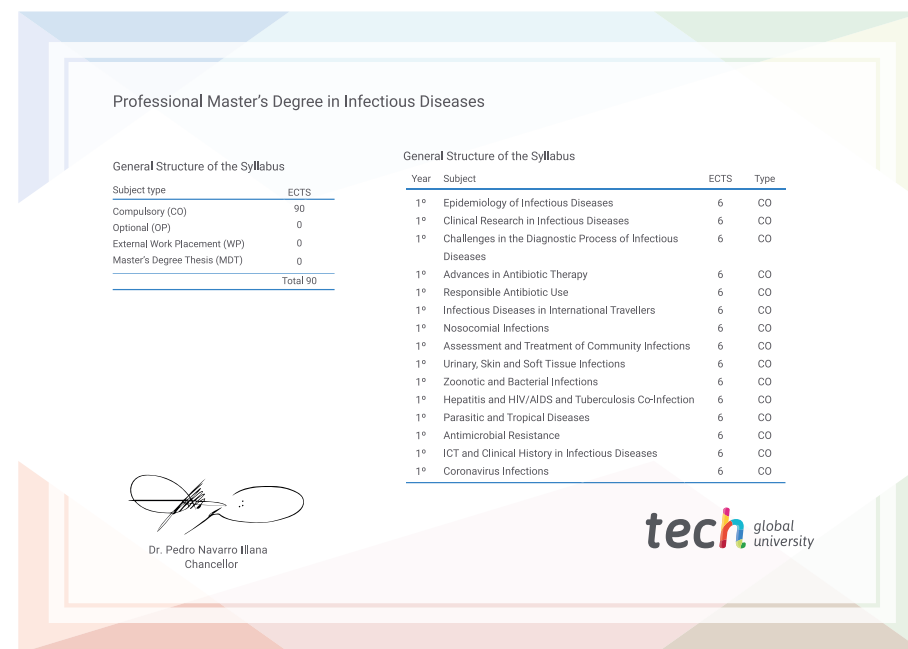 Professional Master's Degree in Infectious Diseases
General Structure of the Syllabus
Subject type ECTS
Compulsory (CO) 90
Optional (OP) 0
External Work Placement (WP) 0
Master's Degree Thesis (MDT) 0
Total 90
General Structure of the Syllabus
Year Subject ECTS Type
1º Epidemiology of Infectious Diseases 6 CO
1º Clinical Research in Infectious Diseases 6 CO
1º Challenges in the Diagnostic Process of Infectious 6 CO
Diseases
1º Advances in Antibiotic Therapy 6 CO
1º Responsible Antibiotic Use 6 CO
1º Infectious Diseases in International Travellers 6 CO
1º Nosocomial Infections 6 CO
1º Assessment and Treatment of Community Infections 6 CO
1º Urinary, Skin and Soft Tissue Infections 6 CO
1º Zoonotic and Bacterial Infections 6 CO
1º Hepatitis and HIV/AIDS and Tuberculosis Co-Infection 6 CO
1º Parasitic and Tropical Diseases 6 CO
1º Antimicrobial Resistance 6 CO
1º ICT and Clinical History in Infectious Diseases 6 CO
1º Coronavirus Infections 6 CO
Dr. Pedro Navarro Illana
Chancellor
tech global
university